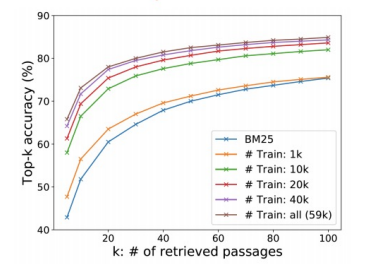 90
80
70
60
50
40
Top-k accuracy (%)
BM25
# Train: 1k
# Train: 10k
# Train: 20k
# Train: 40k
# Train: all (59k)
0 20 40 60 80 100
k: # of retrieved passages